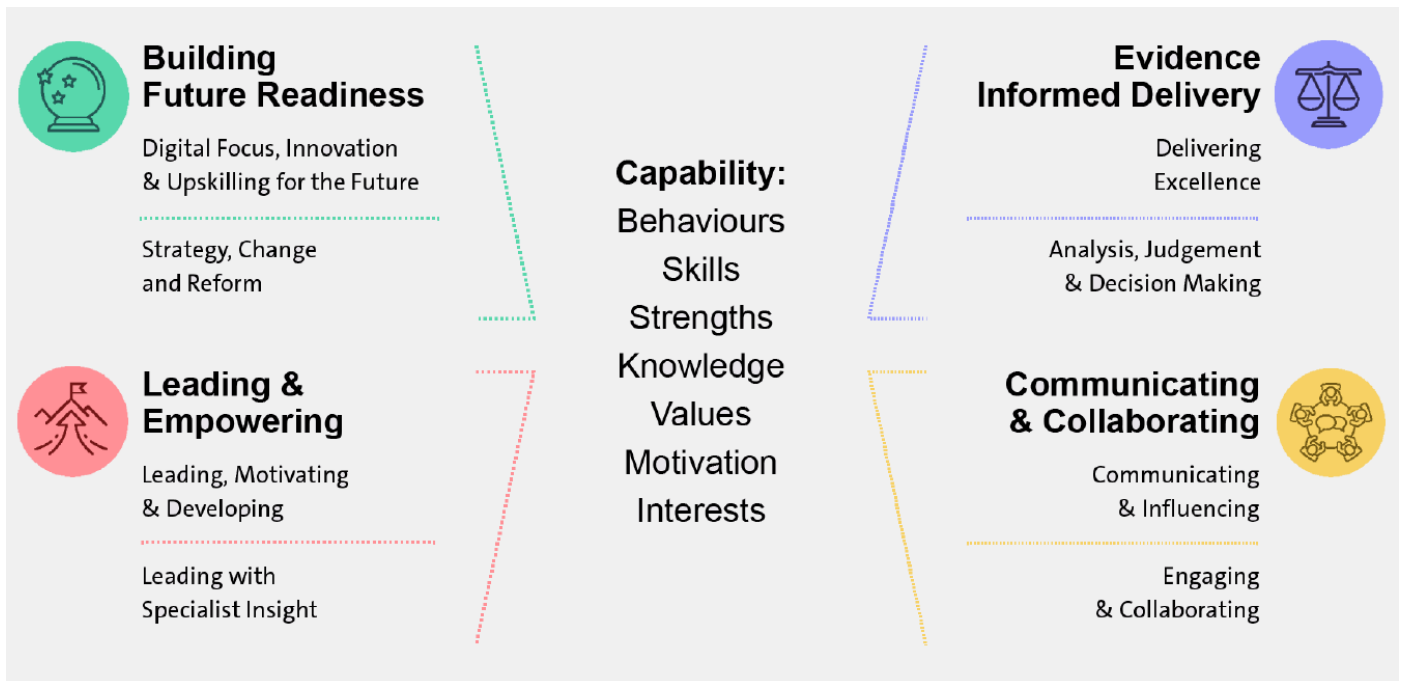 Building
Future Readiness
Digital Focus, Innovation
& Upskilling for the Future
Strategy, Change
and Reform
Leading &
Empowering
Leading, Motivating
& Developing
Leading with
Specialist Insight
Capability:
Behaviours
Skills
Strengths
Knowledge
Values
Motivation
Interests
Evidence
Informed Delivery
Delivering
Excellence
Analysis, Judgement
& Decision Making
Communicating
& Collaborating
Communicating
& Influencing
Engaging
& Collaborating